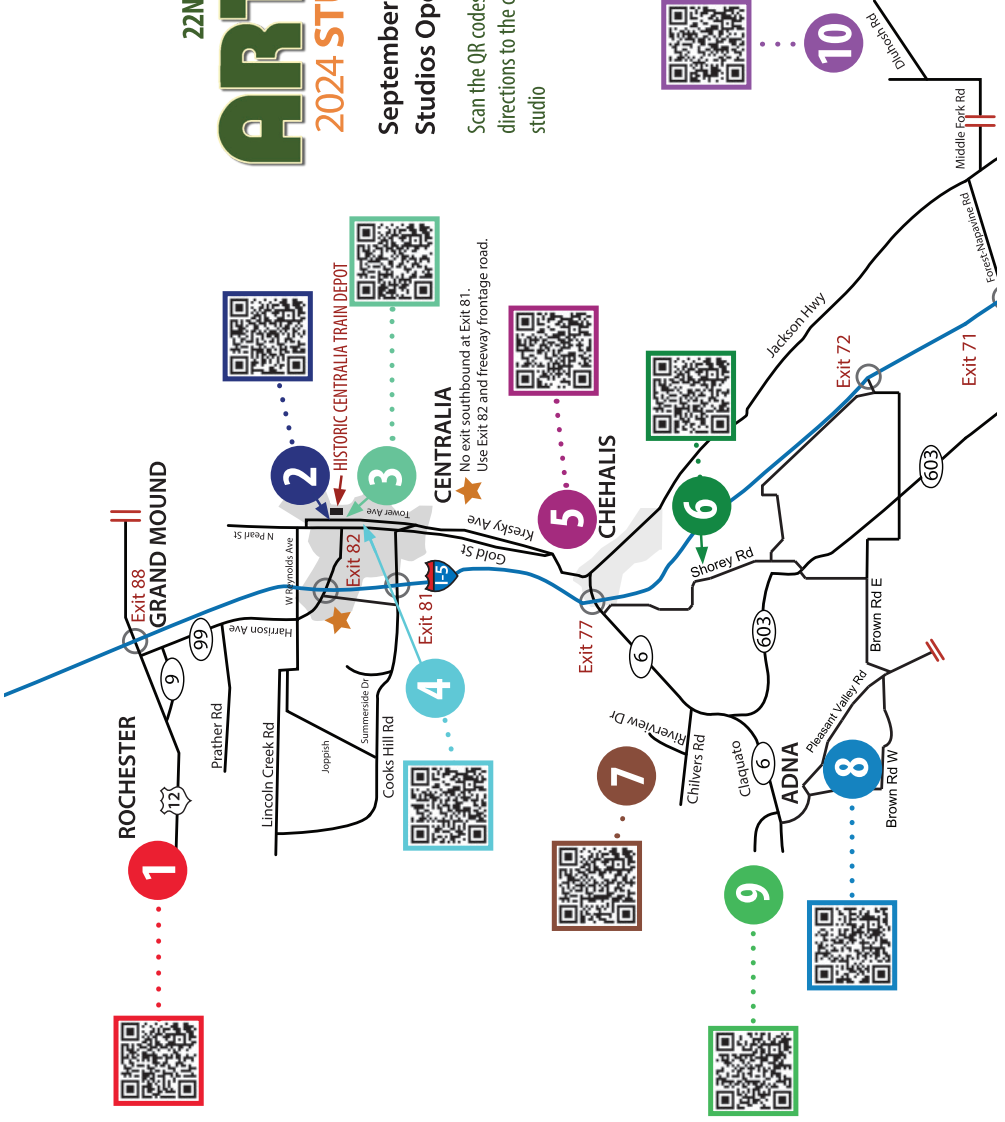 22N
ART
2024 STU
September
Studios Ope
Scan the QR codes
directions to the c
studio
10
Dluhosh Rd
Middle Fork Rd
Forest-Napavine Rd
Jackson Hwy
HISTORIC CENTRALIA TRAIN DEPOT
2
3
CENTRALIA
No exit southbound at Exit 81.
Use Exit 82 and freeway frontage road.
Exit 72
Exit 71
GRAND MOUND
Exit 88
N Pearl St
Tower Ave
W Reynolds Ave
Exit 82
Kresky Ave
Gold St
5
CHEHALIS
6
Shorey Rd
603
99
9
Harrison Ave
I-5
Exit 81
Exit 77
6
603
Brown Rd E
ROCHESTER
12
Prather Rd
Lincoln Creek Rd
Joppish
Summerside Dr
Cooks Hill Rd
4
Riverview Dr
Chilvers Rd
7
Claquato
6
ADNA
Pleasant Valley Rd
8
Brown Rd W
1
9